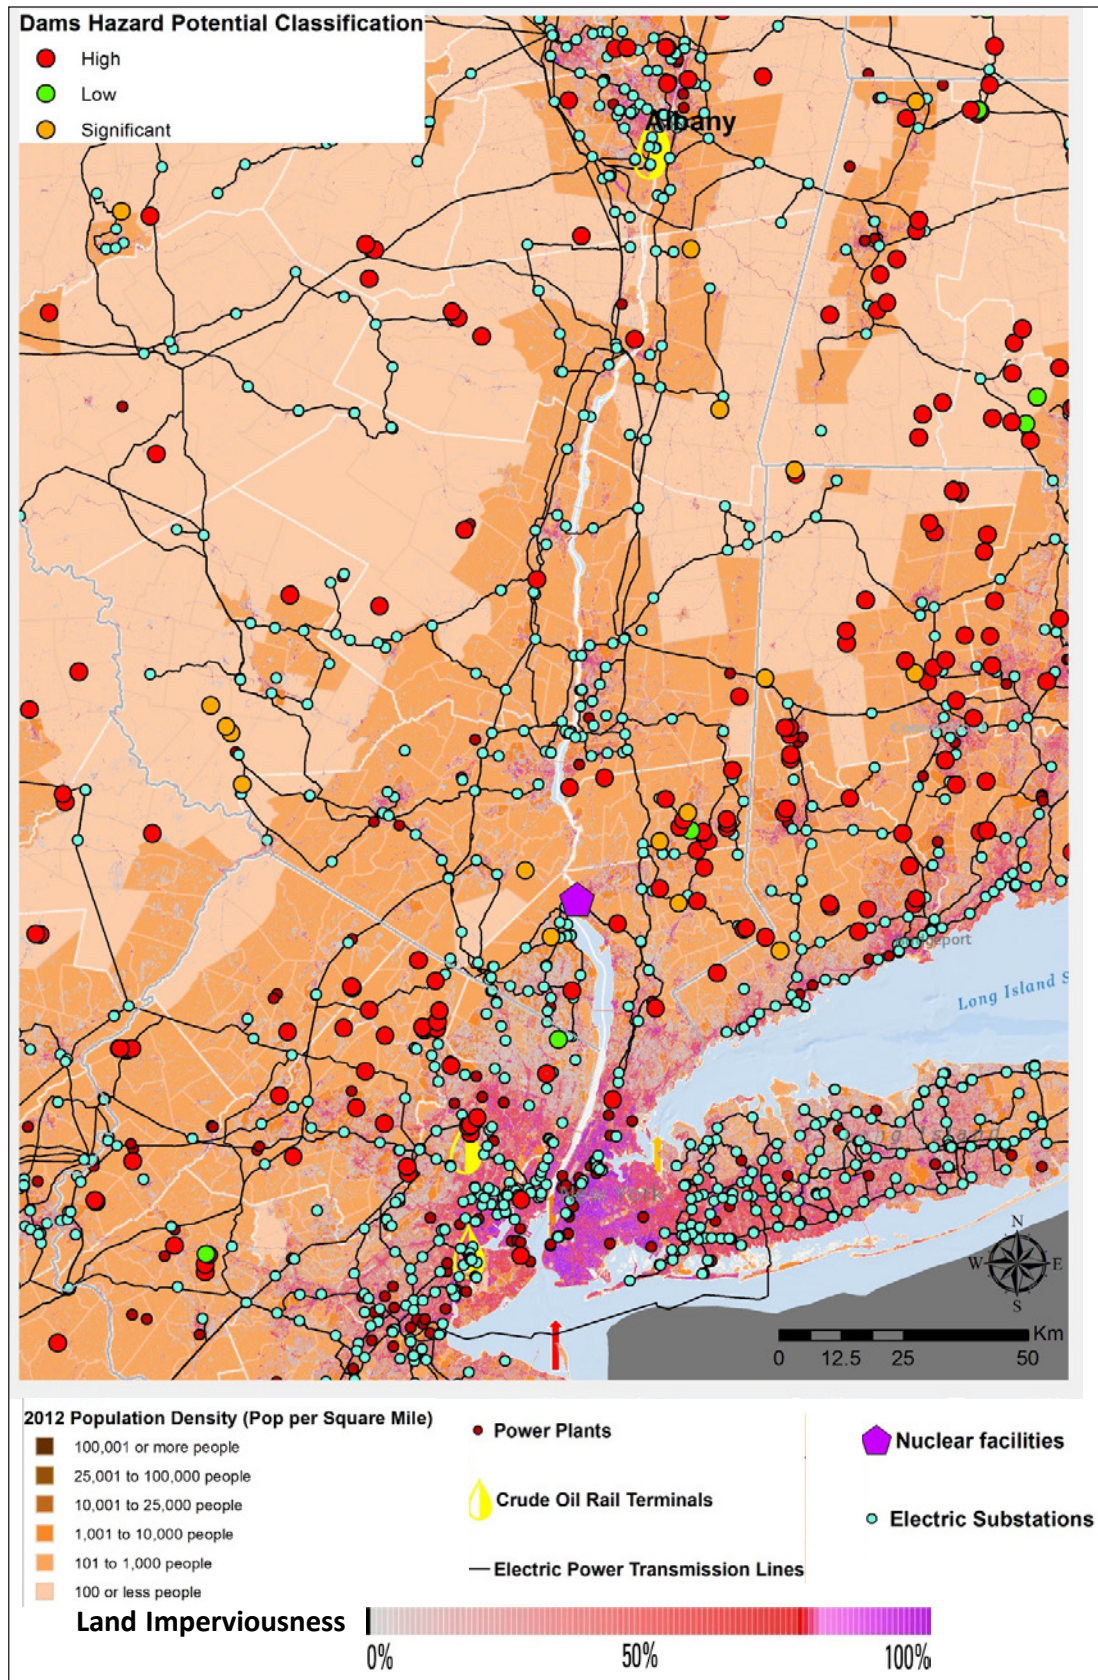 Dams Hazard Potential Classification
High
Low
Significant
Albany
Long Island S
New York
N
W E
S
Km
0 12.5 25 50
2012 Population Density (Pop per Square Mile)
100,001 or more people
25,001 to 100,000 people
10,001 to 25,000 people
1,001 to 10,000 people
101 to 1,000 people
100 or less people
Power Plants
Crude Oil Rail Terminals
Electric Power Transmission Lines
Nuclear facilities
Electric Substations
Land Imperviousness
0% 50% 100%